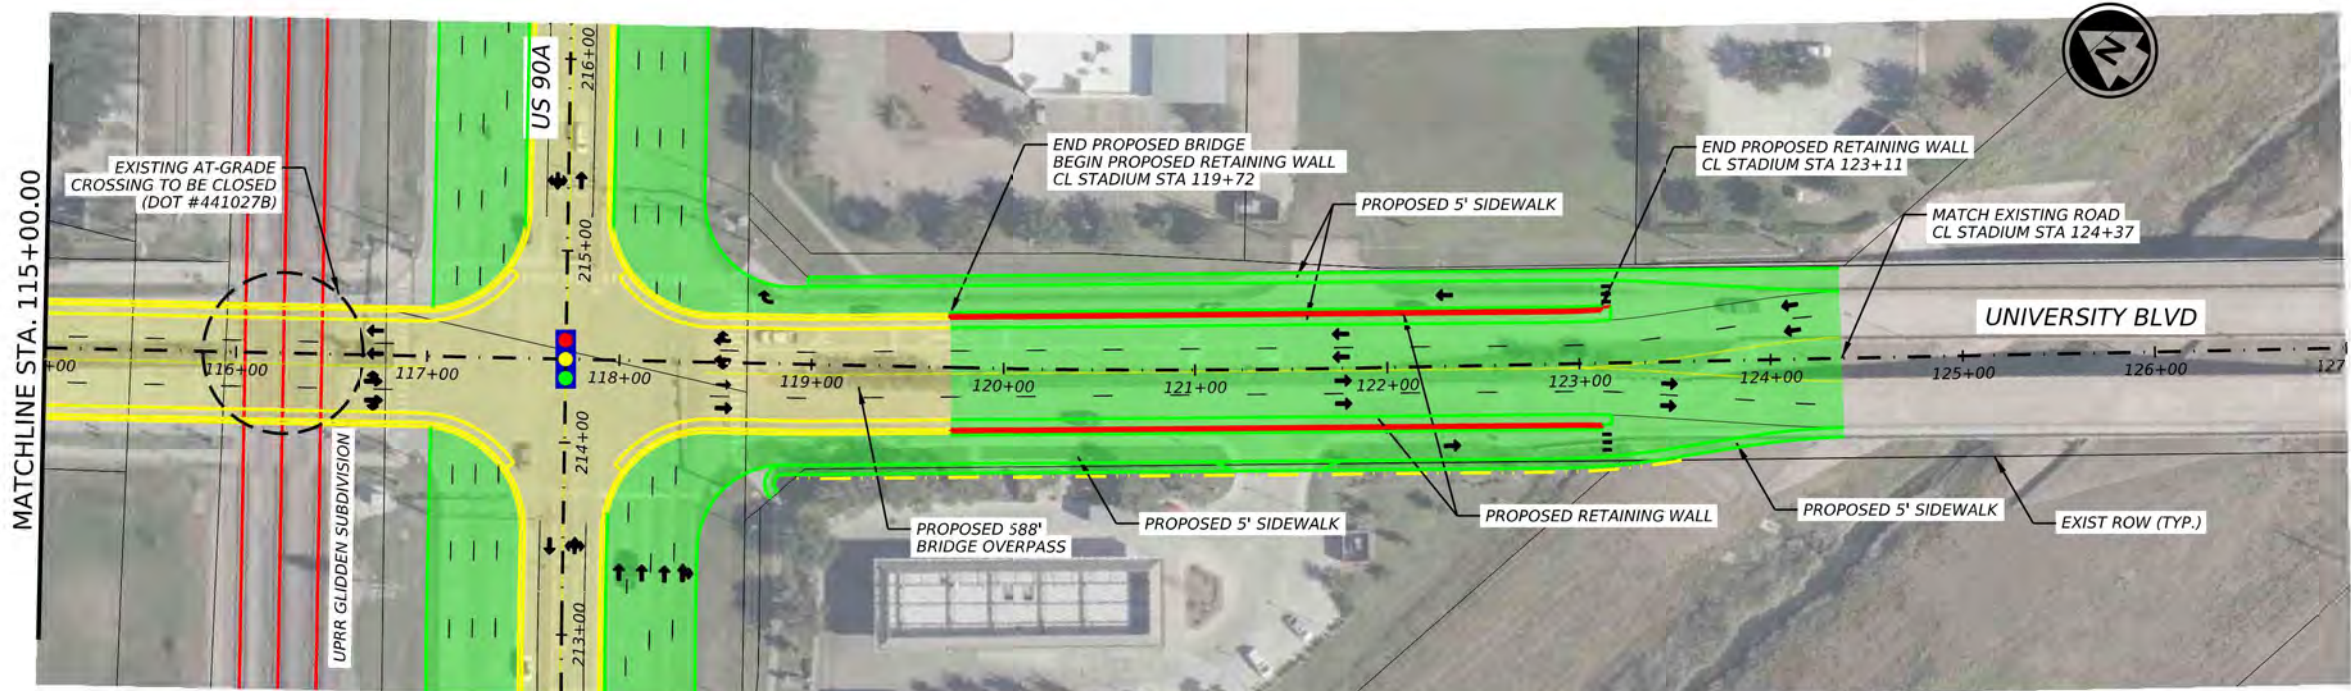 MATCHLINE STA. 115+00.00
EXISTING AT-GRADE
CROSSING TO BE CLOSED
(DOT #441027B)
US 90A
216+00
215+00
214+00
213+00
END PROPOSED BRIDGE
BEGIN PROPOSED RETAINING WALL
CL STADIUM STA 119+72
PROPOSED 5' SIDEWALK
END PROPOSED RETAINING WALL
CL STADIUM STA 123+11
MATCH EXISTING ROAD
CL STADIUM STA 124+37
N
UNIVERSITY BLVD
+00
116+00
117+00
118+00
119+00
120+00
121+00
122+00
123+00
124+00
125+00
126+00
127
UPRR GLIDDEN SUBDIVISION
PROPOSED 588'
BRIDGE OVERPASS
PROPOSED 5' SIDEWALK
PROPOSED RETAINING WALL
PROPOSED 5' SIDEWALK
EXIST ROW (TYP.)